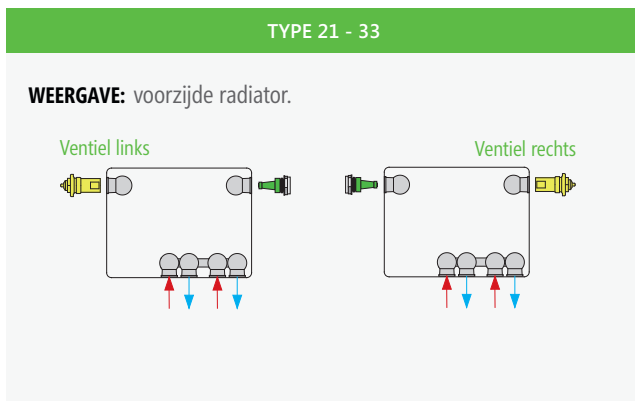 TYPE 21 - 33
WEERGAVE: voorzijde radiator.
Ventiel links
Ventiel rechts